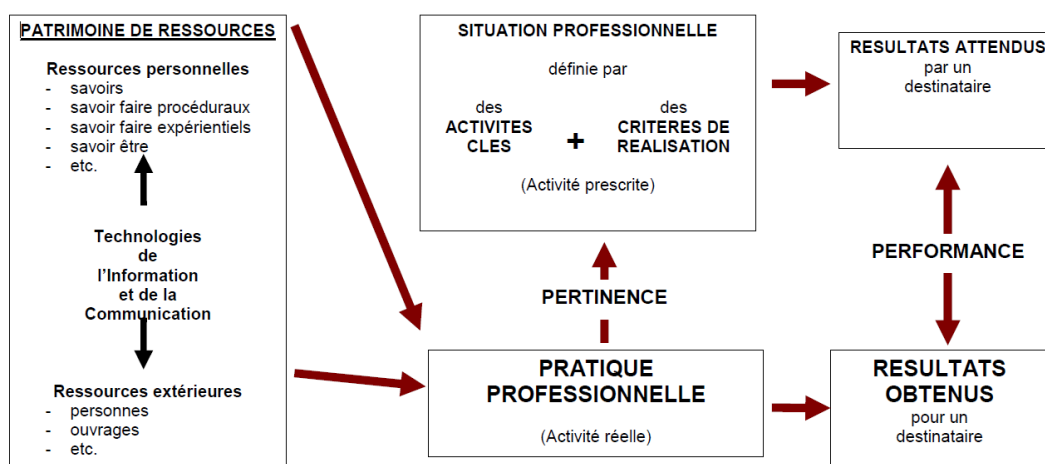 PATRIMOINE DE RESSOURCES
Ressources personnelles
- savoirs
- savoir faire procéduraux
- savoir faire expérientiels
- savoir être
- etc.
Technologies
de
l'Information
et de la
Communication
Ressources extérieures
- personnes
- ouvrages
- etc.
SITUATION PROFESSIONNELLE
définie par
des
ACTIVITES
CLES
+
des
CRITERES DE
REALISATION
(Activité prescrite)
PERTINENCE
PRATIQUE
PROFESSIONNELLE
(Activité réelle)
RESULTATS ATTENDUS
par un
destinataire
PERFORMANCE
RESULTATS
OBTENUS
pour un
destinataire